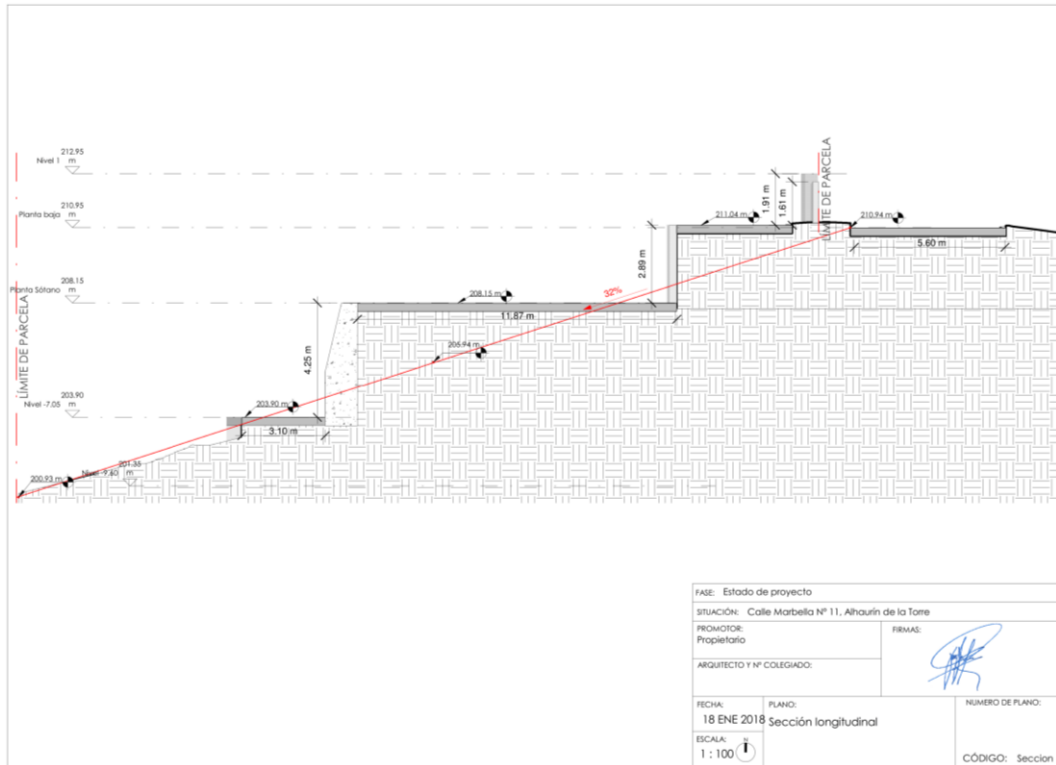 212.95
Nivel 1 m
210.95
Planta baja m
208.15
Planta Sótano m
LÍMITE DE PARCELA
203.90
Nivel -7.05 m
201.35
Nivel -9.60 m
200.93 m
203.90 m
3.10 m
4.25 m
205.94 m
208.15 m
11.87 m
32%
2.89 m
211.04 m
1.91 m
1.61 m
LÍMITE DE PARCELA
210.94 m
5.60 m
FASE: Estado de proyecto
SITUACIÓN: Calle Marbella Nº 11, Alhaurín de la Torre
PROMOTOR:
Propietario
FIRMAS:
ARQUITECTO Y Nº COLEGIADO:
FECHA:
18 ENE 2018
PLANO:
Sección longitudinal
NUMERO DE PLANO:
ESCALA:
1 : 100
N
CÓDIGO: Seccion